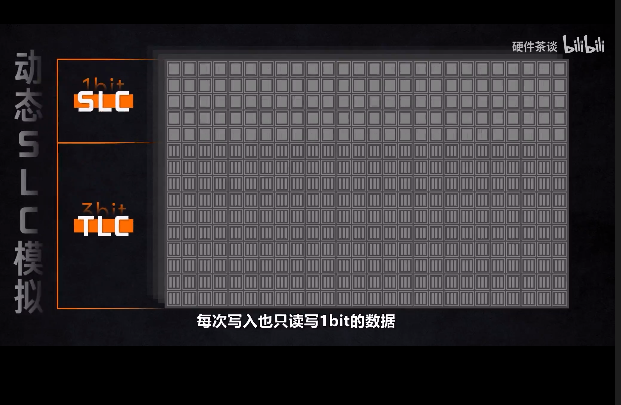 硬件茶谈 bilibili
动态SLC模拟
1bit
SLC
3bit
TLC
每次写入也只读写1bit的数据